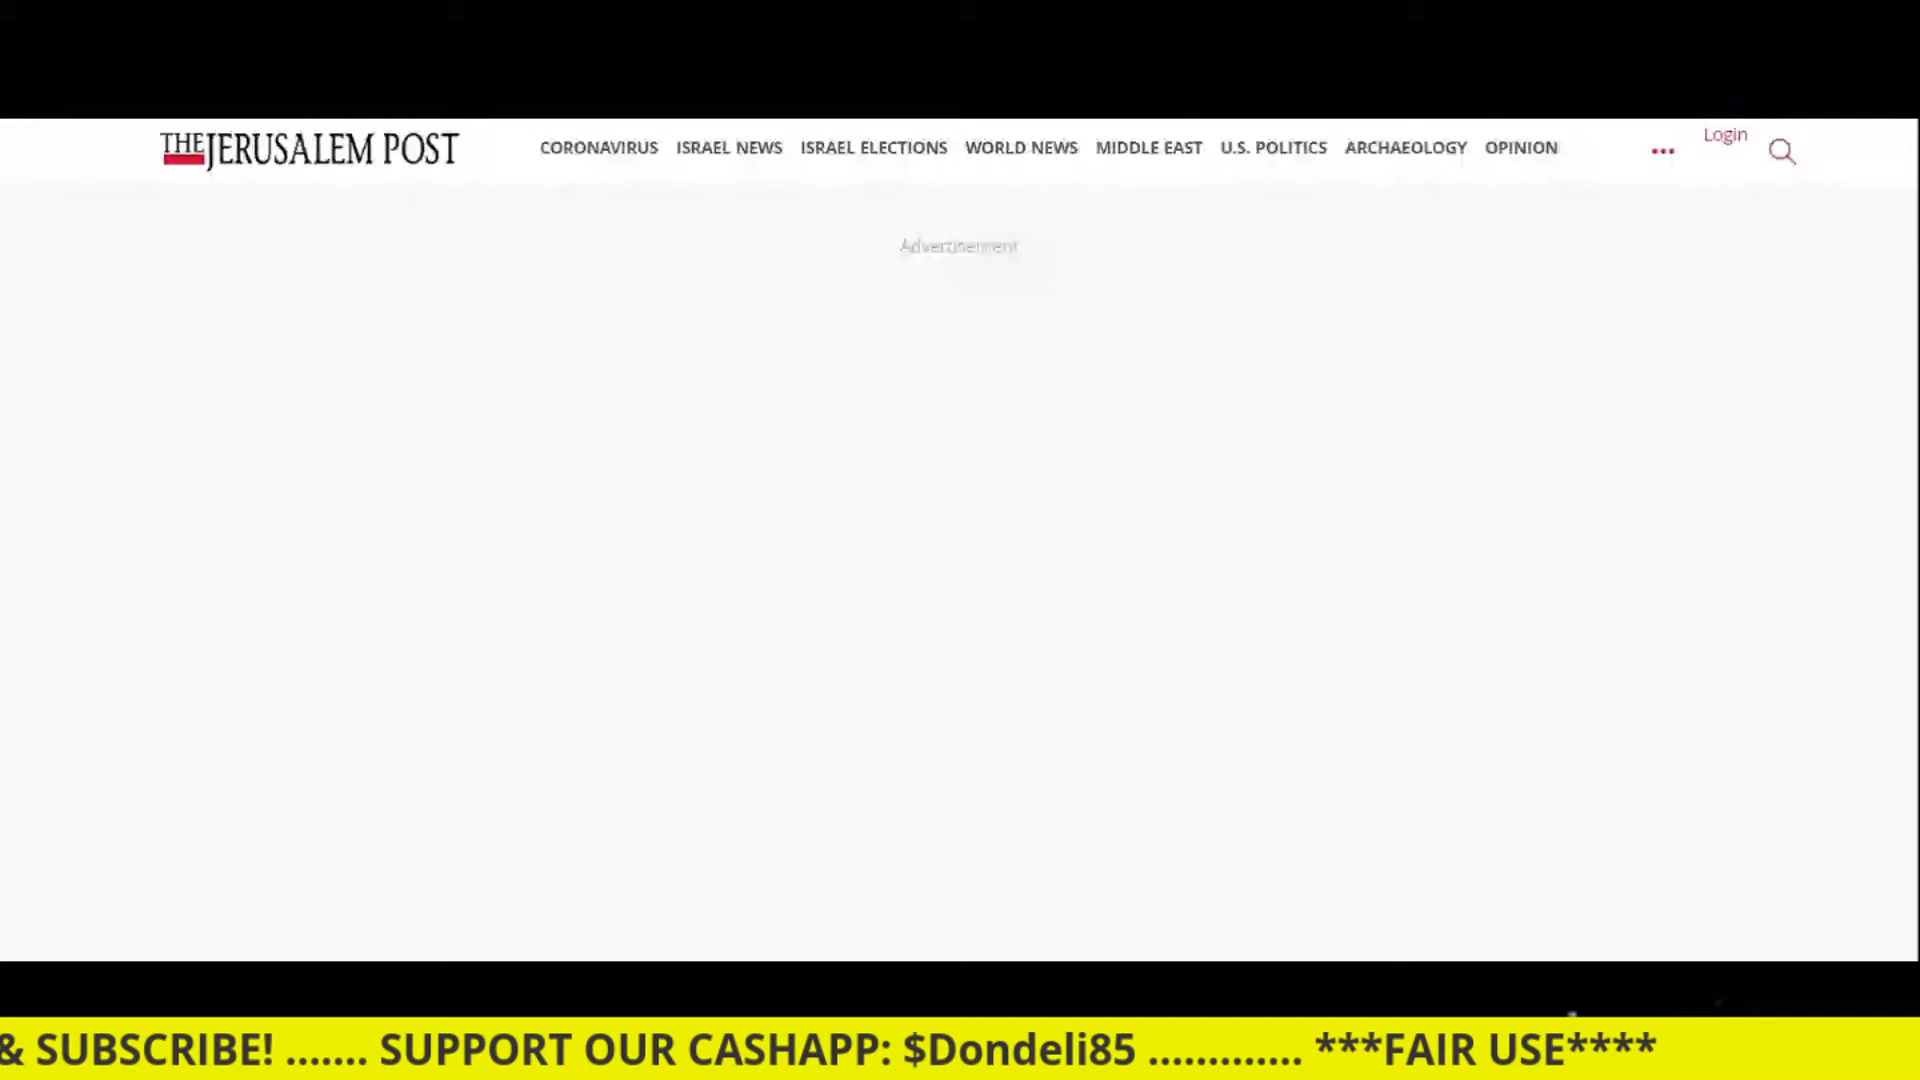 THE JERUSALEM POST
CORONAVIRUS ISRAEL NEWS ISRAEL ELECTIONS WORLD NEWS MIDDLE EAST U.S. POLITICS ARCHAEOLOGY OPINION ... Login
Advertisement
& SUBSCRIBE! ....... SUPPORT OUR CASHAPP: $Dondeli85 ............. ***FAIR USE****